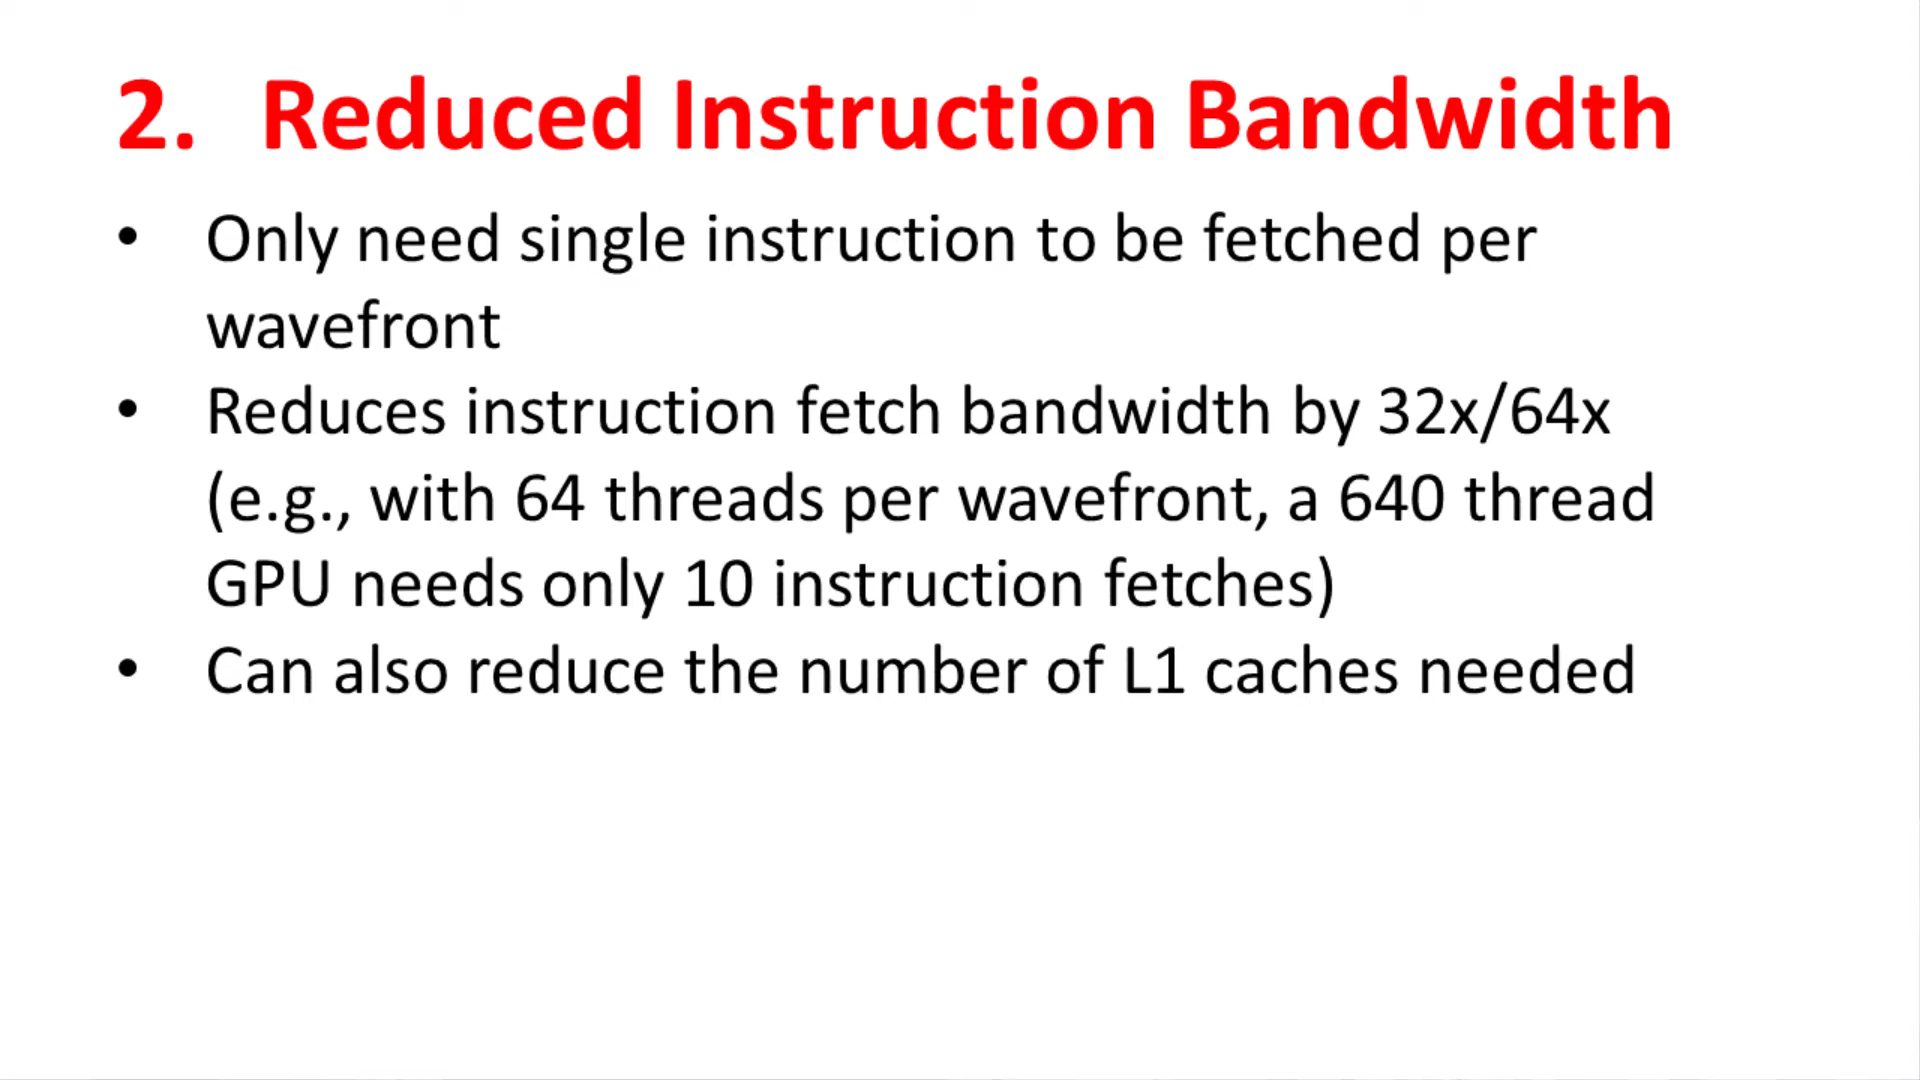 2. Reduced Instruction Bandwidth
• Only need single instruction to be fetched per
wavefront
• Reduces instruction fetch bandwidth by 32x/64x
(e.g., with 64 threads per wavefront, a 640 thread
GPU needs only 10 instruction fetches)
• Can also reduce the number of L1 caches needed